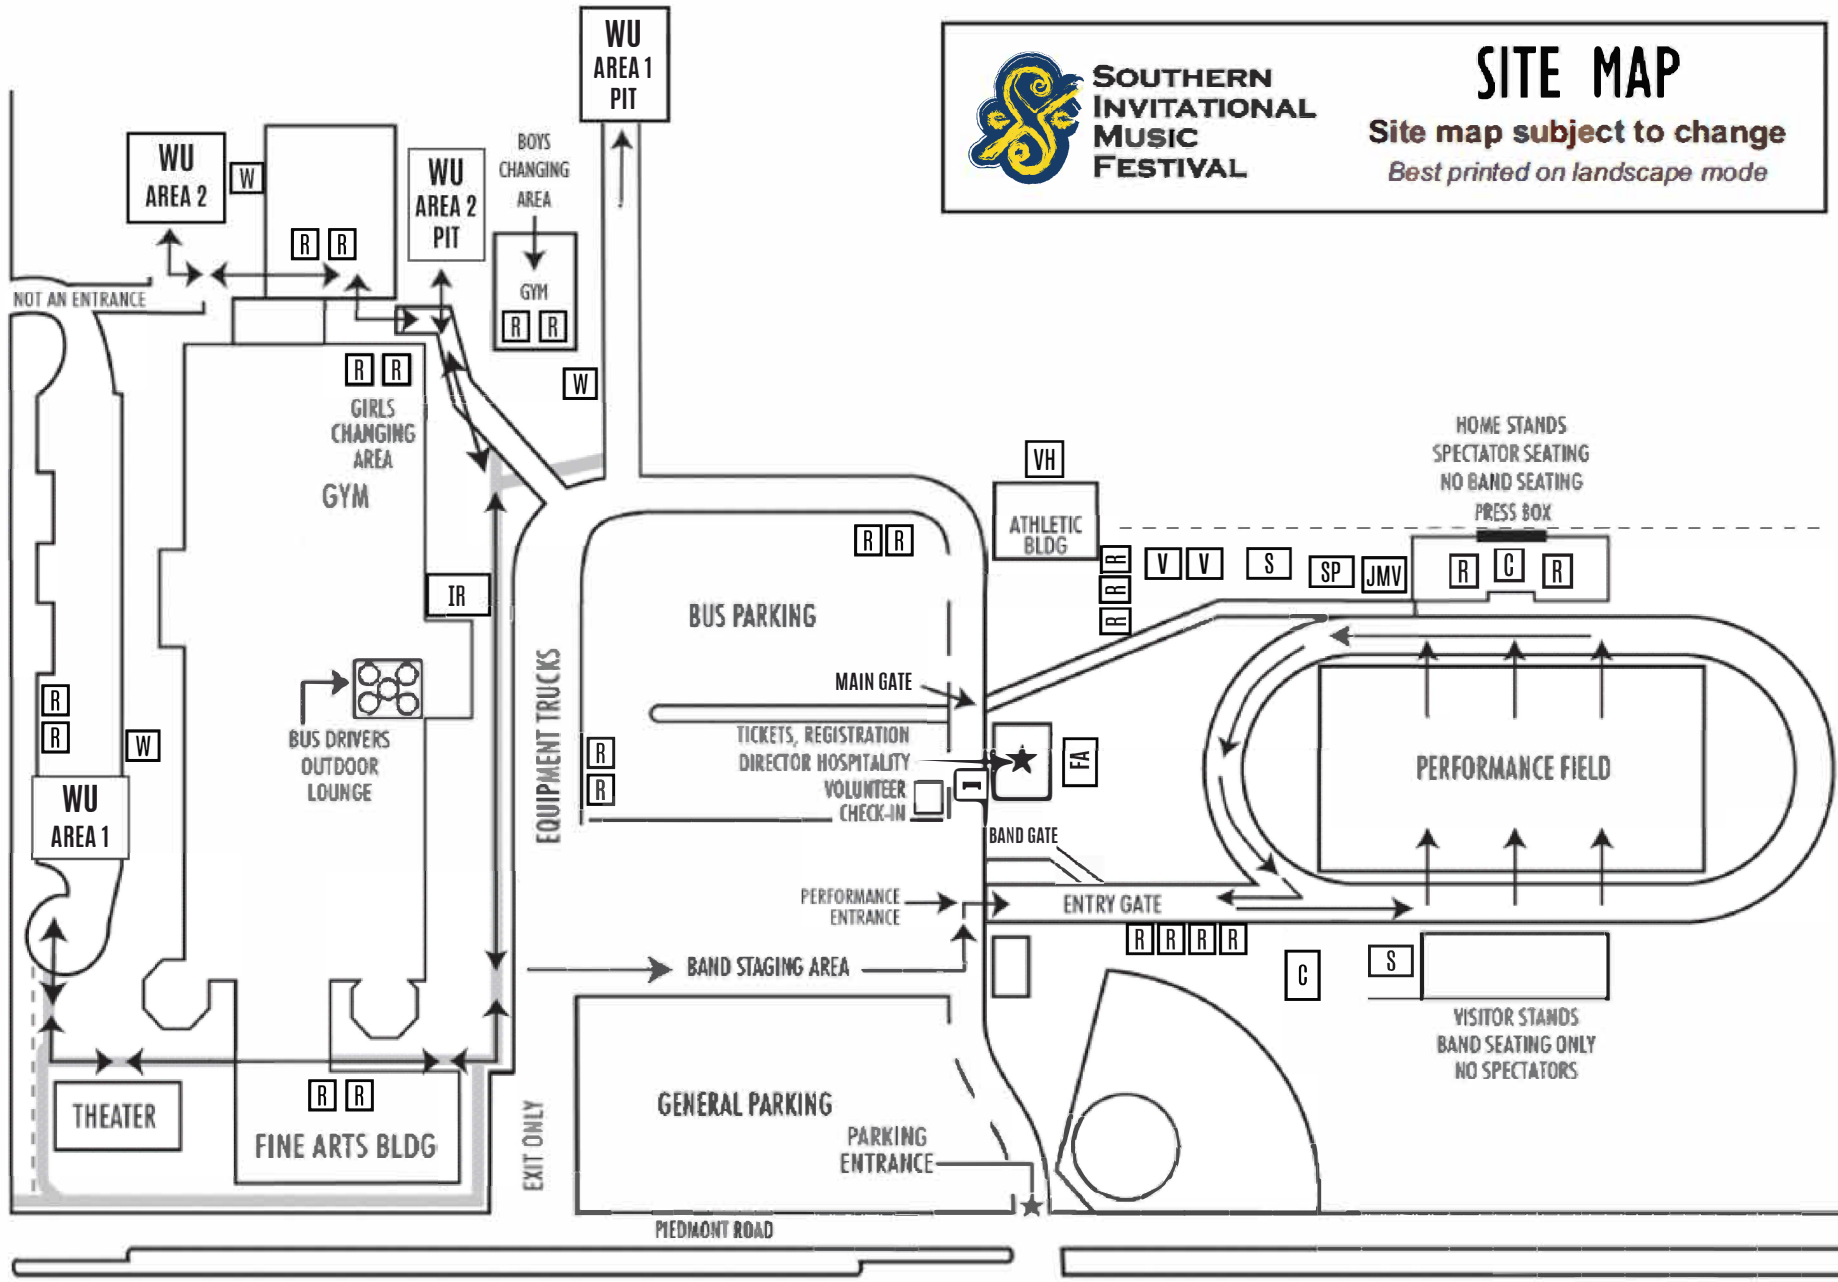 SOUTHERN
INVITATIONAL
MUSIC
FESTIVAL
SITE MAP
Site map subject to change
Best printed on landscape mode
WU
AREA 1
PIT
WU
AREA 2
W
WU
AREA 2
PIT
BOYS
CHANGING
AREA
GYM
R R
R R
NOT AN ENTRANCE
R R
GIRLS
CHANGING
AREA
GYM
W
IR
BUS DRIVERS
OUTDOOR
LOUNGE
R
R
W
WU
AREA 1
EQUIPMENT TRUCKS
R R
BUS PARKING
MAIN GATE
TICKETS, REGISTRATION
DIRECTOR HOSPITALITY
VOLUNTEER
CHECK-IN
R
R
I
FA
BAND GATE
VH
ATHLETIC
BLDG
R
R
R
V V S SP JMV
HOME STANDS
SPECTATOR SEATING
NO BAND SEATING
PRESS BOX
R C R
PERFORMANCE FIELD
PERFORMANCE
ENTRANCE
ENTRY GATE
R R R R
BAND STAGING AREA
C
S
VISITOR STANDS
BAND SEATING ONLY
NO SPECTATORS
THEATER
R R
FINE ARTS BLDG
EXIT ONLY
GENERAL PARKING
PARKING
ENTRANCE
PIEDMONT ROAD